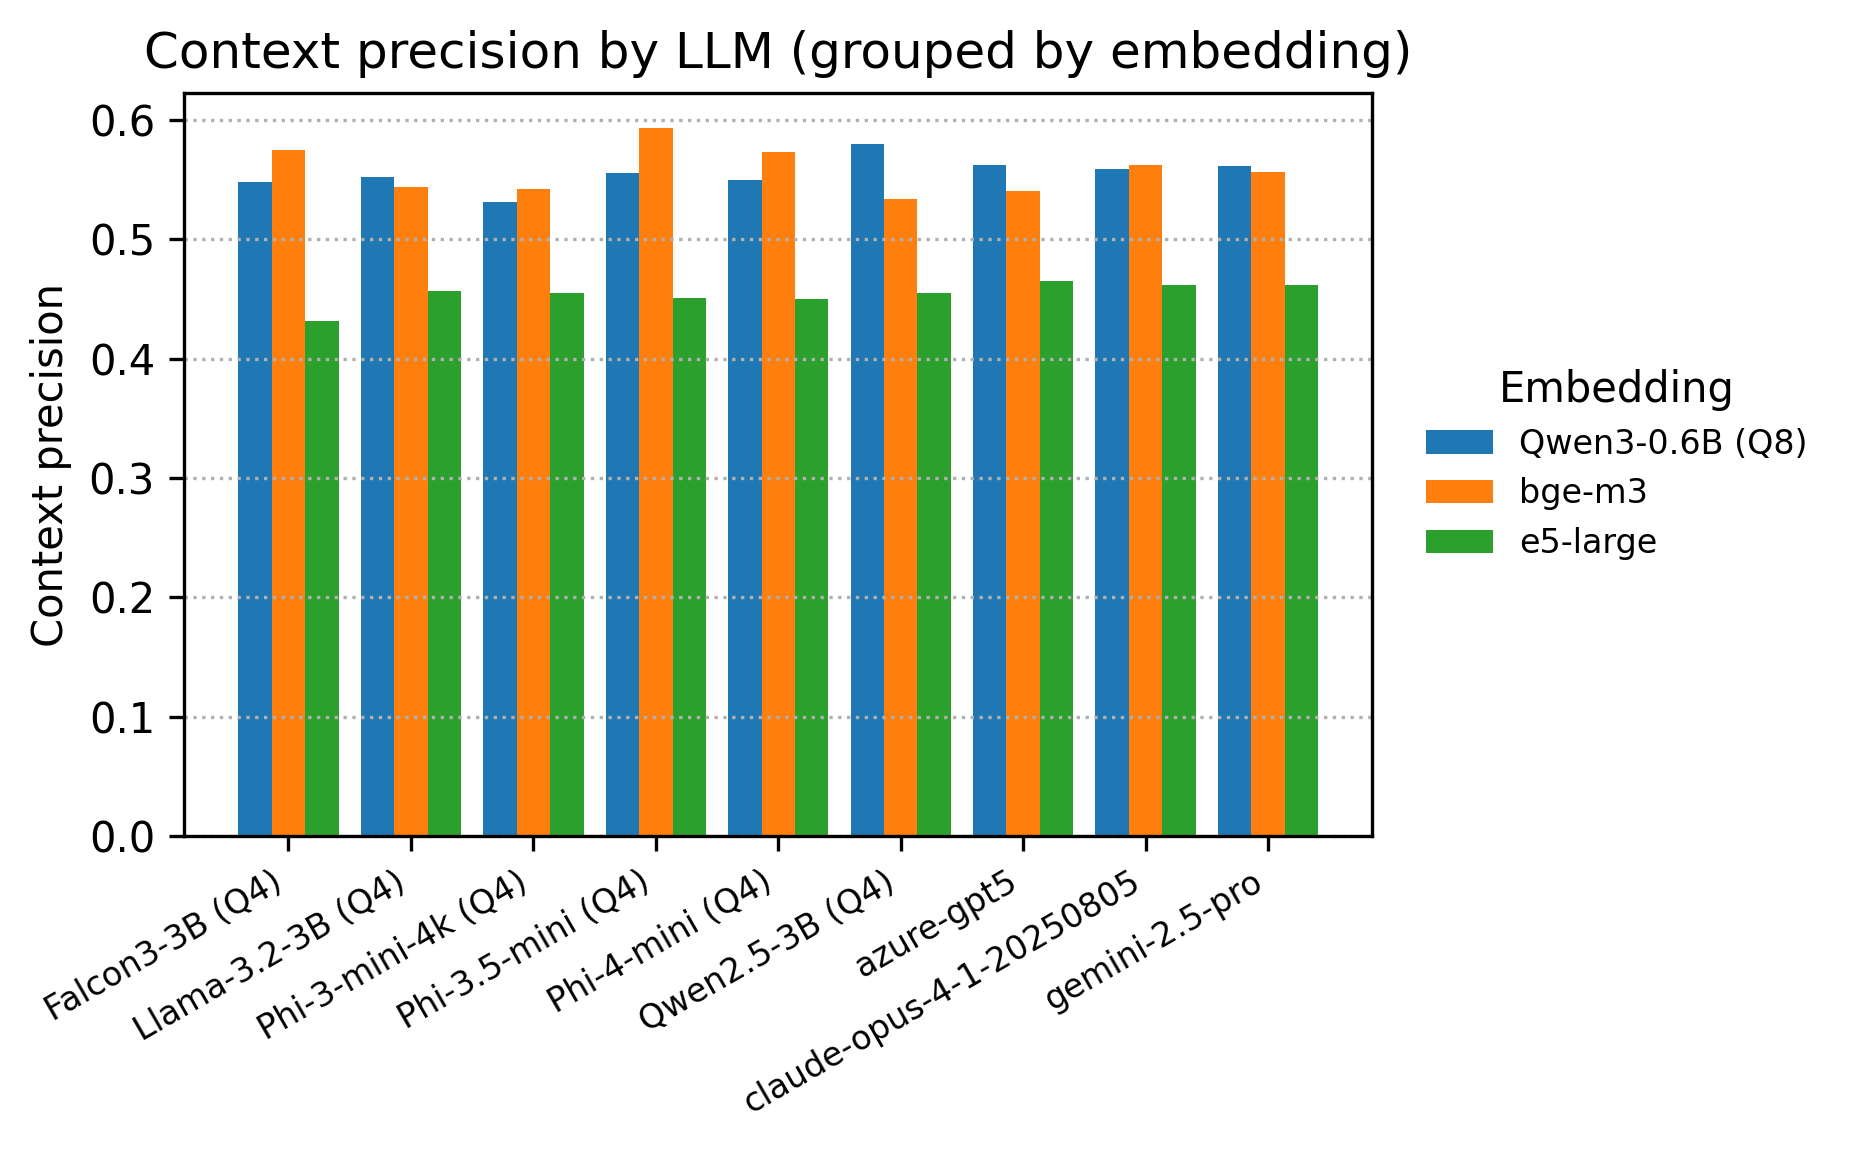 Context precision by LLM (grouped by embedding)
0.6
0.5
0.4
0.3
0.2
0.1
0.0
Context precision
Falcon3-3B (Q4)
Llama-3.2-3B (Q4)
Phi-3-mini-4k (Q4)
Phi-3.5-mini (Q4)
Phi-4-mini (Q4)
Qwen2.5-3B (Q4)
azure-gpt5
claude-opus-4-1-20250805
gemini-2.5-pro
Embedding
Qwen3-0.6B (Q8)
bge-m3
e5-large